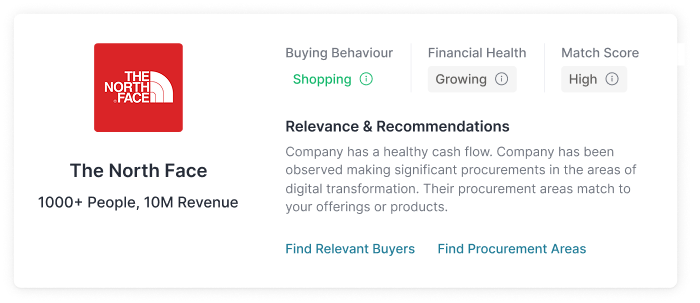 THE
NORTH
FACE
The North Face
1000+ People, 10M Revenue
Buying Behaviour
Shopping
Financial Health
Growing
Match Score
High
Relevance & Recommendations
Company has a healthy cash flow. Company has been
observed making significant procurements in the areas of
digital transformation. Their procurement areas match to
your offerings or products.
Find Relevant Buyers
Find Procurement Areas